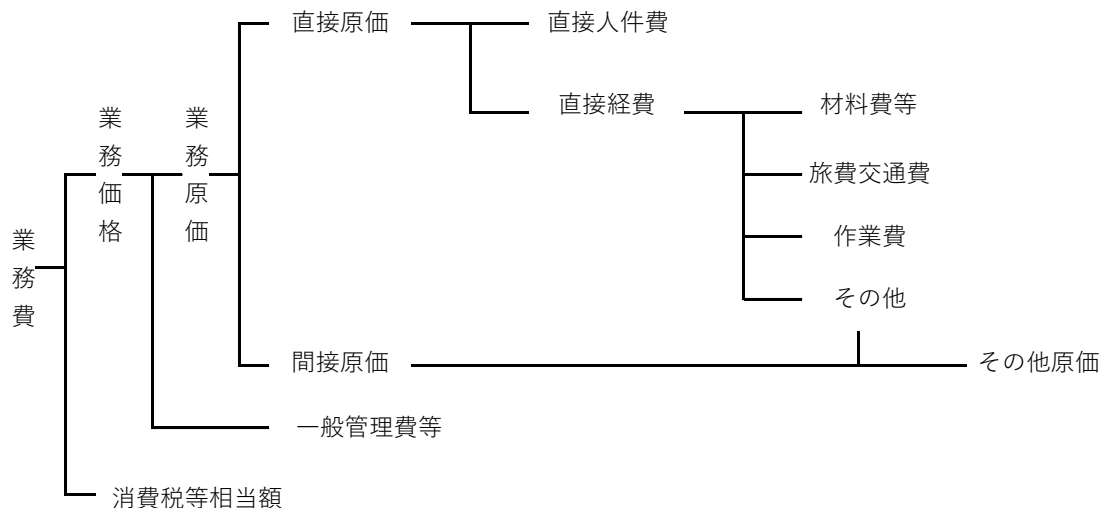 業務費
業務価格
業務原価
直接原価
直接人件費
直接経費
材料費等
旅費交通費
作業費
その他
間接原価
その他原価
一般管理費等
消費税等相当額